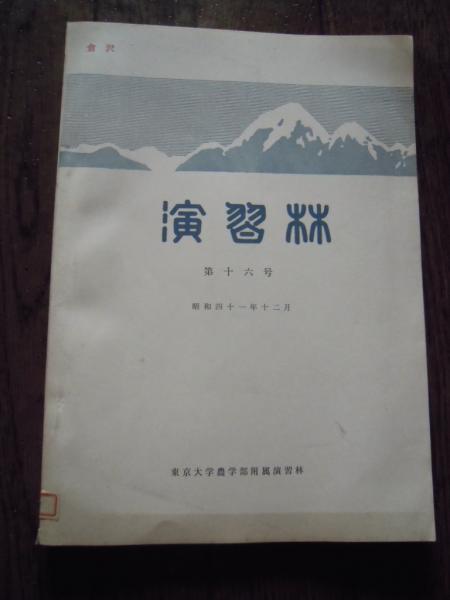 倉沢
演習林
第十六号
昭和四十一年十二月
東京大学農学部附属演習林